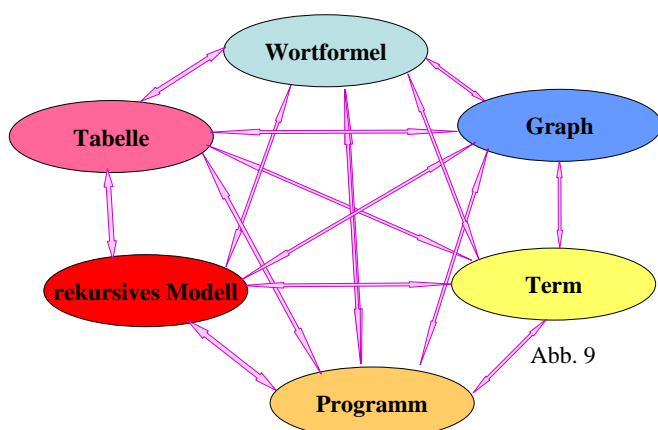 Wortformel
Tabelle
Graph
rekursives Modell
Term
Abb. 9
Programm